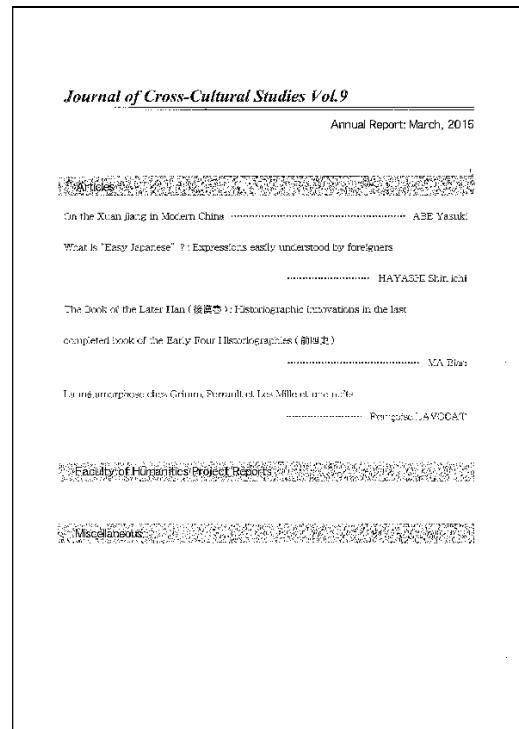 Journal of Cross-Cultural Studies Vol.9
Annual Report: March, 2015
Articles
On the Xuan jiang in Modern China ABE Yasuki
What is "Easy Japanese" ? : Expressions easily understood by foreigners
HAYASHI Shin ichi
The Book of the Later Han (後漢書) : Historiographic innovations in the last
completed book of the Early Four Historiographies (前四史)
MA Biao
La métamorphose chez Grimm, Perrault et Les Mille et une nuits
Françoise LAVOCAT
Faculty of Humanities Project Reports
Miscellaneous